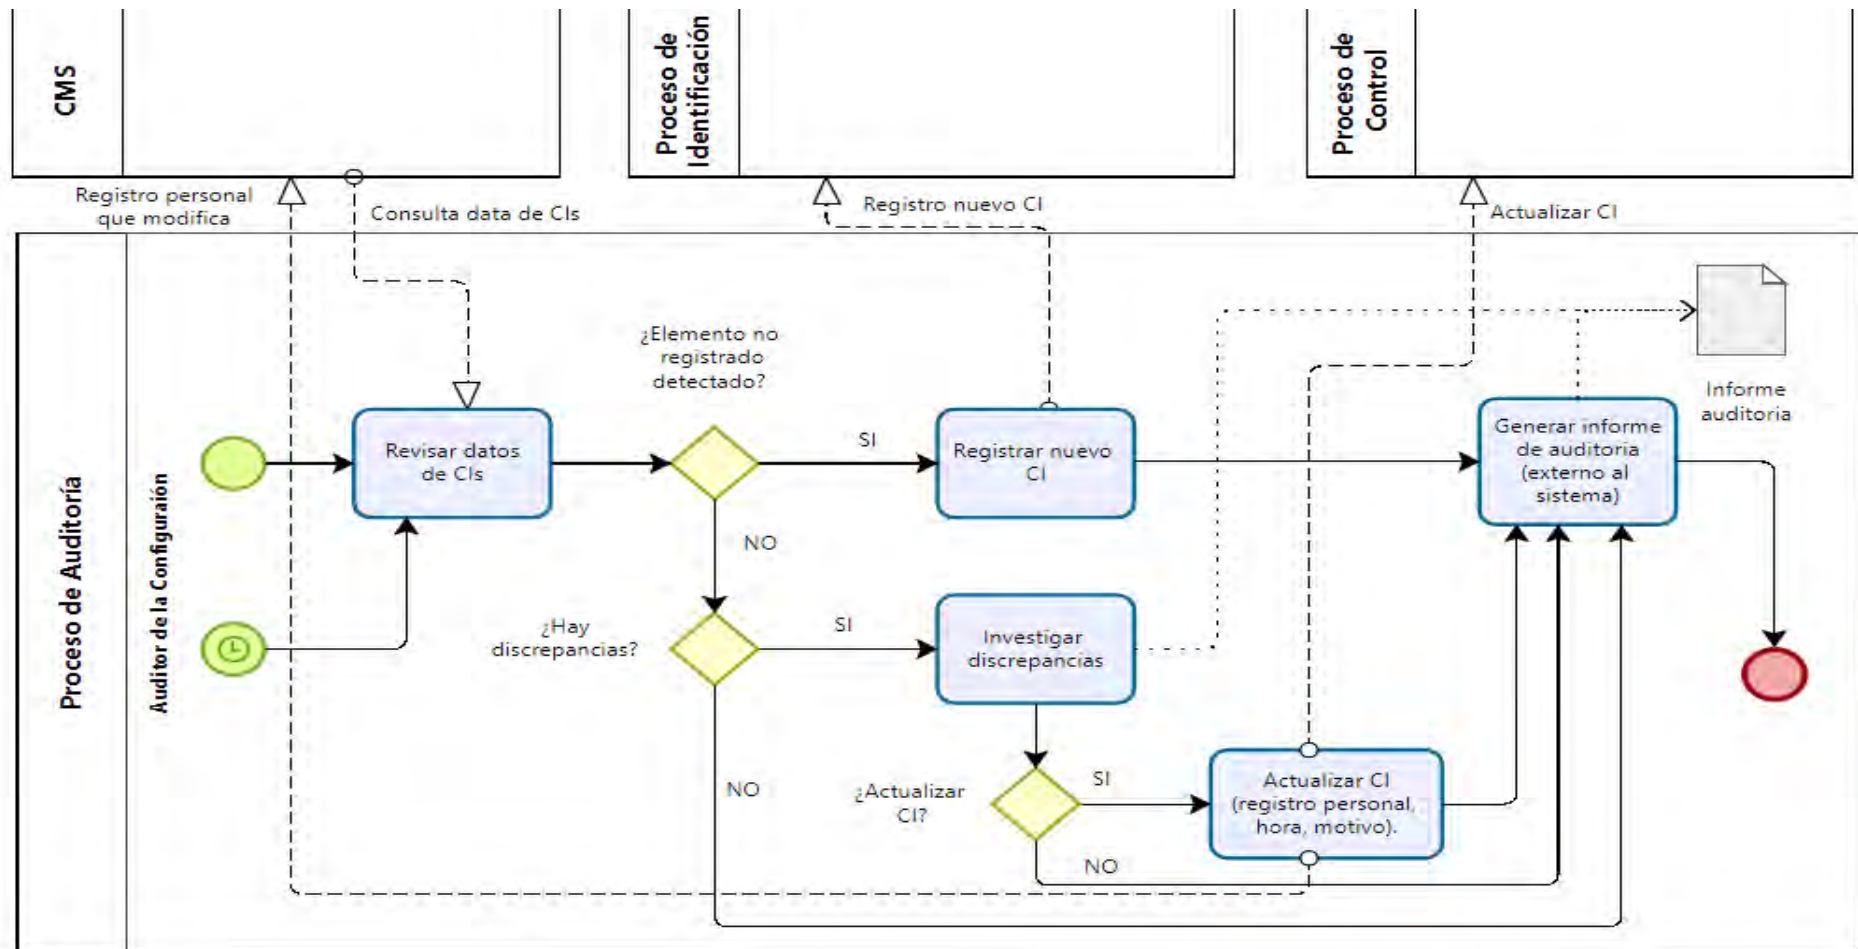 CMS
Proceso de
Identificación
Proceso de
Control
Registro personal
que modifica
Consulta data de CIs
Registro nuevo CI
Actualizar CI
Proceso de Auditoría
Auditor de la Configuraión
¿Elemento no
registrado
detectado?
Informe
auditoria
Revisar datos
de CIs
SI
Registrar nuevo
CI
Generar informe
de auditoria
(externo al
sistema)
NO
¿Hay
discrepancias?
SI
Investigar
discrepancias
NO
¿Actualizar
CI?
SI
Actualizar CI
(registro personal,
hora, motivo).
NO